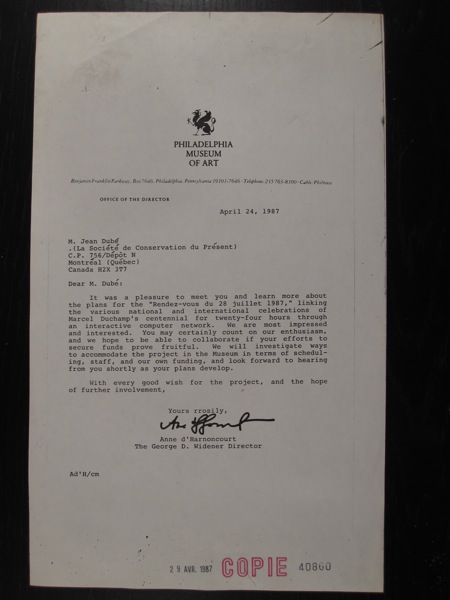 PHILADELPHIA
MUSEUM
OF ART
Benjamin Franklin Parkway, Box 7646, Philadelphia, Pennsylvania 19101-7646 · Telephone 215 763-8100 · Cable: Philmus
OFFICE OF THE DIRECTOR
April 24, 1987
M. Jean Dubé
.(La Société de Conservation du Présent)
C.P. 756/Dépôt N
Montréal (Québec)
Canada H2X 3T7
Dear M. Dubé:
It was a pleasure to meet you and learn more about
the plans for the "Rendez-vous du 28 juillet 1987," linking
the various national and international celebrations of
Marcel Duchamp's centennial for twenty-four hours through
an interactive computer network. We are most impressed
and interested. You may certainly count on our enthusiasm,
and we hope to be able to collaborate if your efforts to
secure funds prove fruitful. We will investigate ways
to accommodate the project in the Museum in terms of schedul-
ing, staff, and our own funding, and look forward to hearing
from you shortly as your plans develop.
With every good wish for the project, and the hope
of further involvement,
Yours rrosily,
Anne d'Harnoncourt
The George D. Widener Director
Ad'H/cm
29 AVR. 1987 COPIE 40800